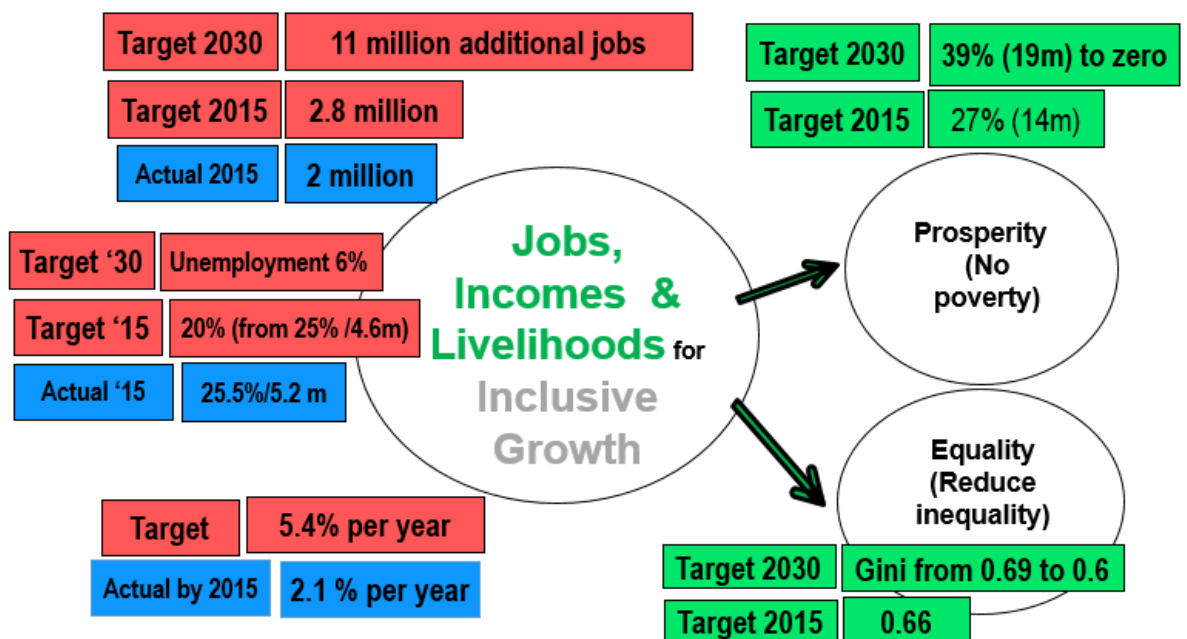 Target 2030 11 million additional jobs
Target 2015 2.8 million
Actual 2015 2 million
Target ‘30 Unemployment 6%
Target ‘15 20% (from 25% /4.6m)
Actual ‘15 25.5%/5.2 m
Target 5.4% per year
Actual by 2015 2.1 % per year
Jobs,
Incomes &
Livelihoods for
Inclusive
Growth
Target 2030 39% (19m) to zero
Target 2015 27% (14m)
Prosperity
(No
poverty)
Equality
(Reduce
inequality)
Target 2030 Gini from 0.69 to 0.6
Target 2015 0.66